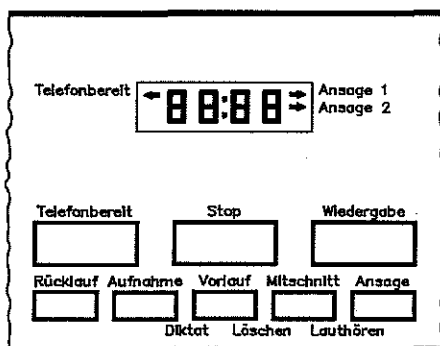 Telefonbereit ← 88:88 → Ansage 1
→ Ansage 2
Telefonbereit Stop Wiedergabe
Rücklauf Aufnahme Vorlauf Mitschnitt Ansage
Diktat Löschen Lauthören